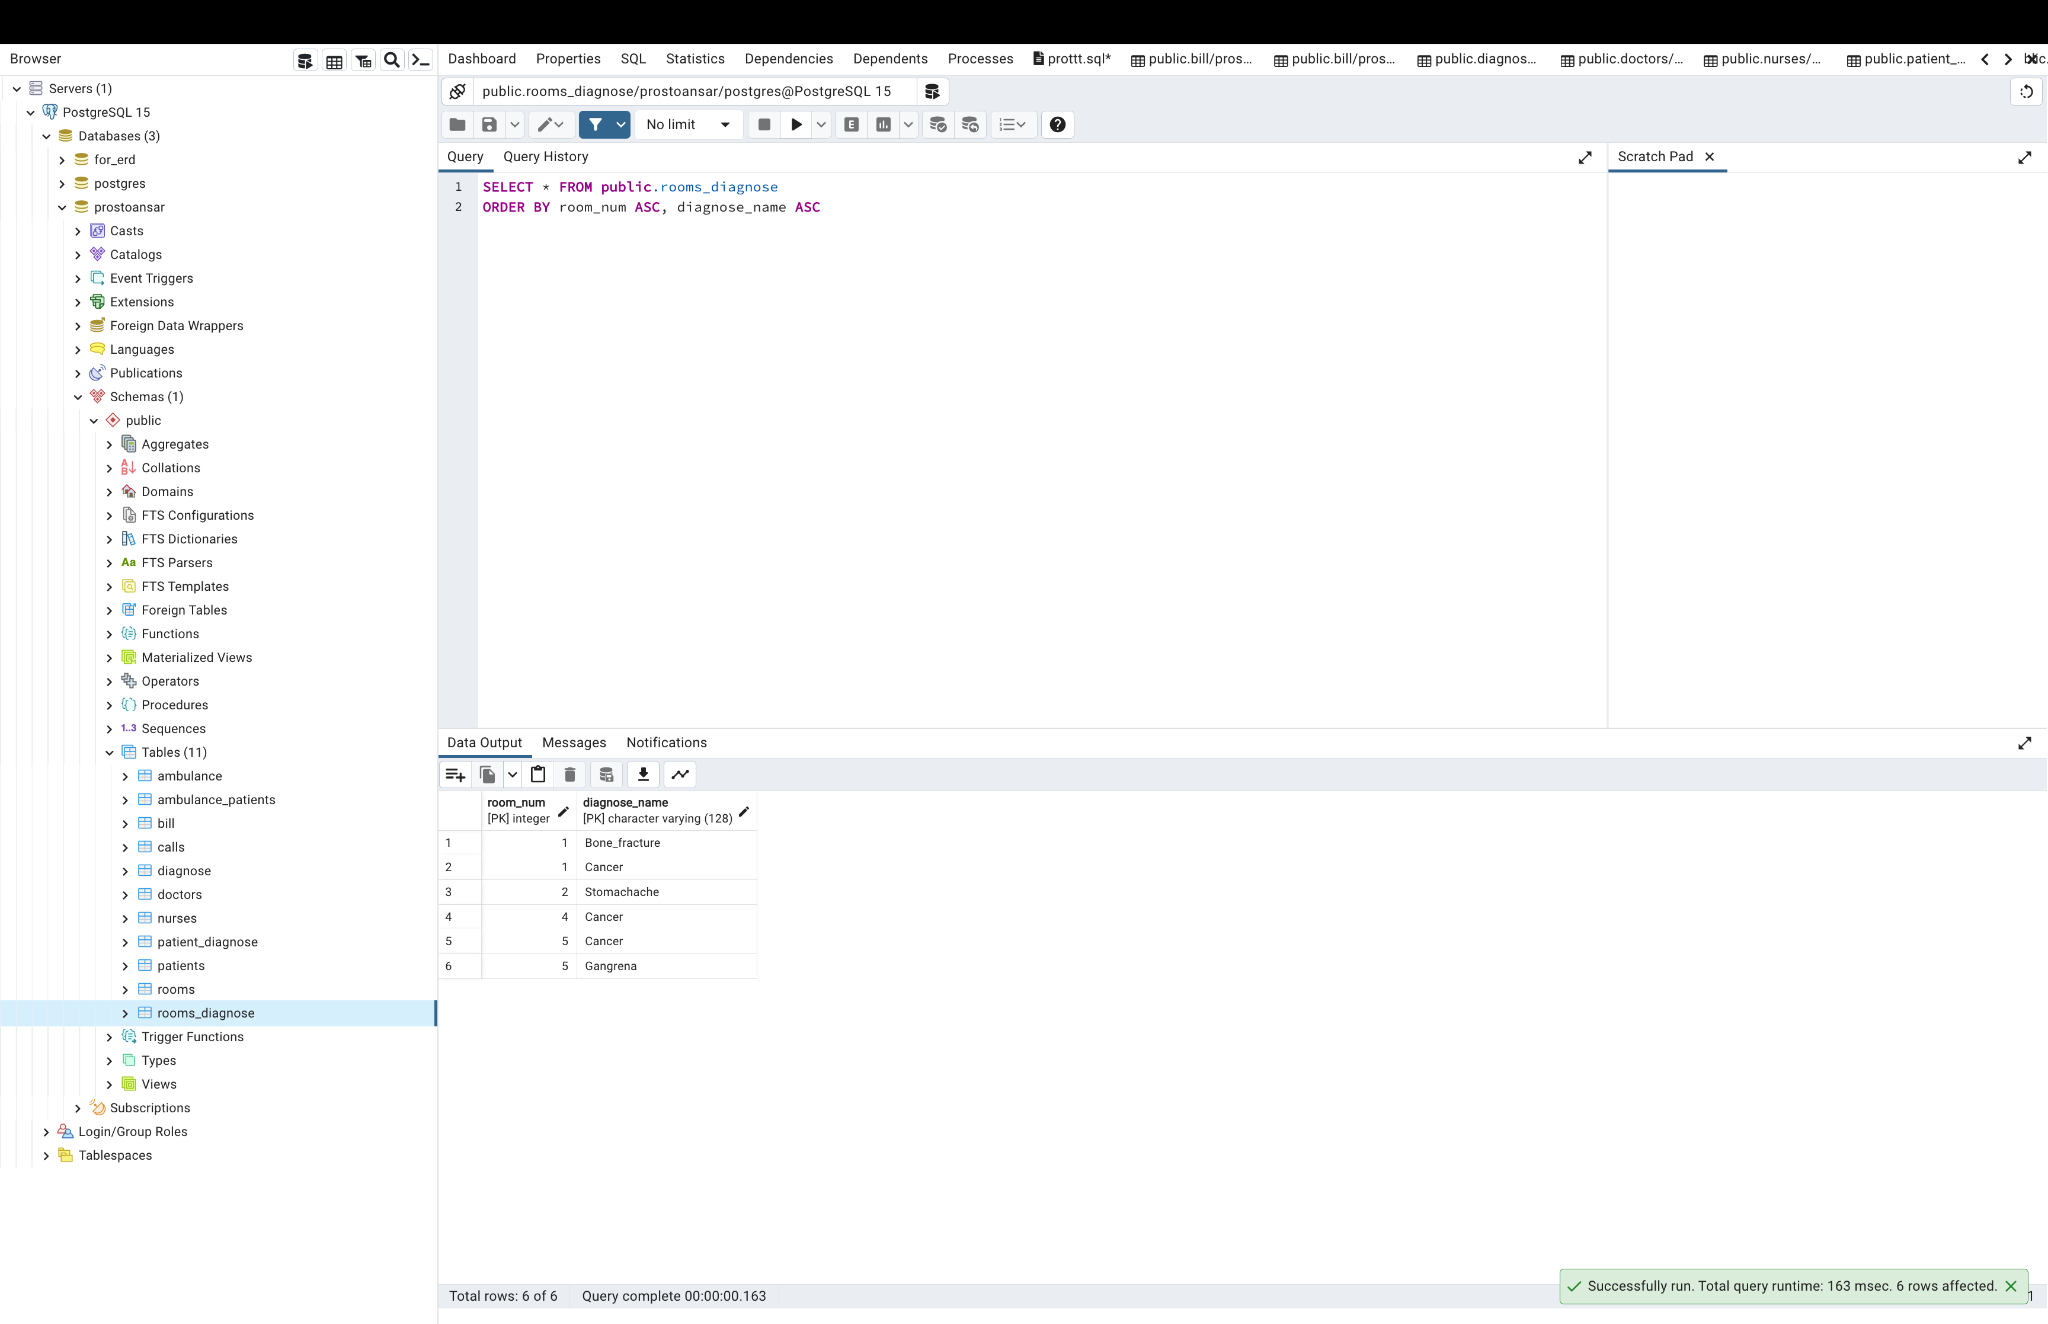 Browser
Servers (1)
PostgreSQL 15
Databases (3)
for_erd
postgres
prostoansar
Casts
Catalogs
Event Triggers
Extensions
Foreign Data Wrappers
Languages
Publications
Schemas (1)
public
Aggregates
Collations
Domains
FTS Configurations
FTS Dictionaries
Aa FTS Parsers
FTS Templates
Foreign Tables
Functions
Materialized Views
Operators
Procedures
1..3 Sequences
Tables (11)
ambulance
ambulance_patients
bill
calls
diagnose
doctors
nurses
patient_diagnose
patients
rooms
rooms_diagnose
Trigger Functions
Types
Views
Subscriptions
Login/Group Roles
Tablespaces
Dashboard Properties SQL Statistics Dependencies Dependents Processes prottt.sql* public.bill/pros... public.bill/pros... public.diagnos... public.doctors/... public.nurses/... public.patient_...
public.rooms_diagnose/prostoansar/postgres@PostgreSQL 15
No limit E
Query Query History
1 SELECT * FROM public.rooms_diagnose
2 ORDER BY room_num ASC, diagnose_name ASC
Scratch Pad
Data Output Messages Notifications
room_num diagnose_name
[PK] integer [PK] character varying (128)
1 1 Bone_fracture
2 1 Cancer
3 2 Stomachache
4 4 Cancer
5 5 Cancer
6 5 Gangrena
Total rows: 6 of 6 Query complete 00:00:00.163
Successfully run. Total query runtime: 163 msec. 6 rows affected.